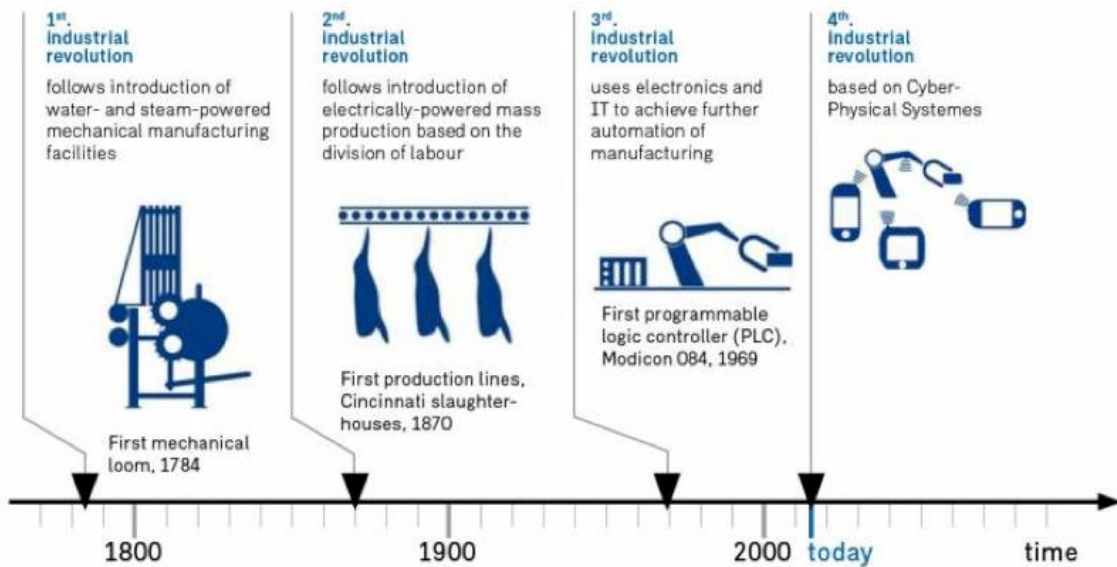 1st.
industrial
revolution
follows introduction of
water- and steam-powered
mechanical manufacturing
facilities
First mechanical
loom, 1784
2nd.
industrial
revolution
follows introduction of
electrically-powered mass
production based on the
division of labour
First production lines,
Cincinnati slaughter-
houses, 1870
3rd.
industrial
revolution
uses electronics and
IT to achieve further
automation of
manufacturing
First programmable
logic controller (PLC),
Modicon 084, 1969
4th.
industrial
revolution
based on Cyber-
Physical Systemes
1800 1900 2000 today time